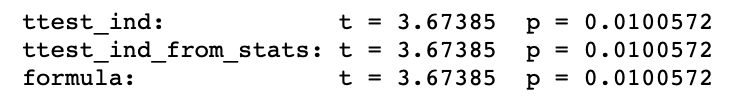 ttest_ind:            t = 3.67385  p = 0.0100572
ttest_ind_from_stats: t = 3.67385  p = 0.0100572
formula:              t = 3.67385  p = 0.0100572